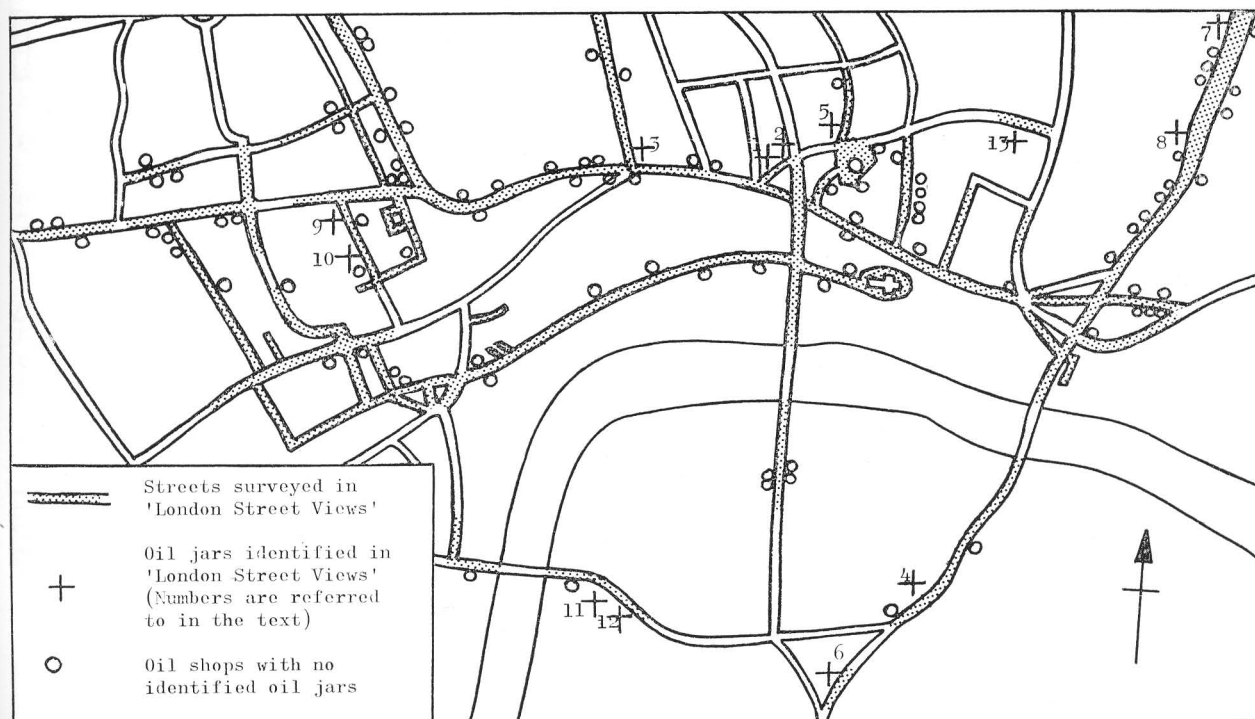 7
3
1
2
5
13
8
9
10
4
11
12
6
Streets surveyed in
'London Street Views'
Oil jars identified in
'London Street Views'
(Numbers are referred
to in the text)
Oil shops with no
identified oil jars